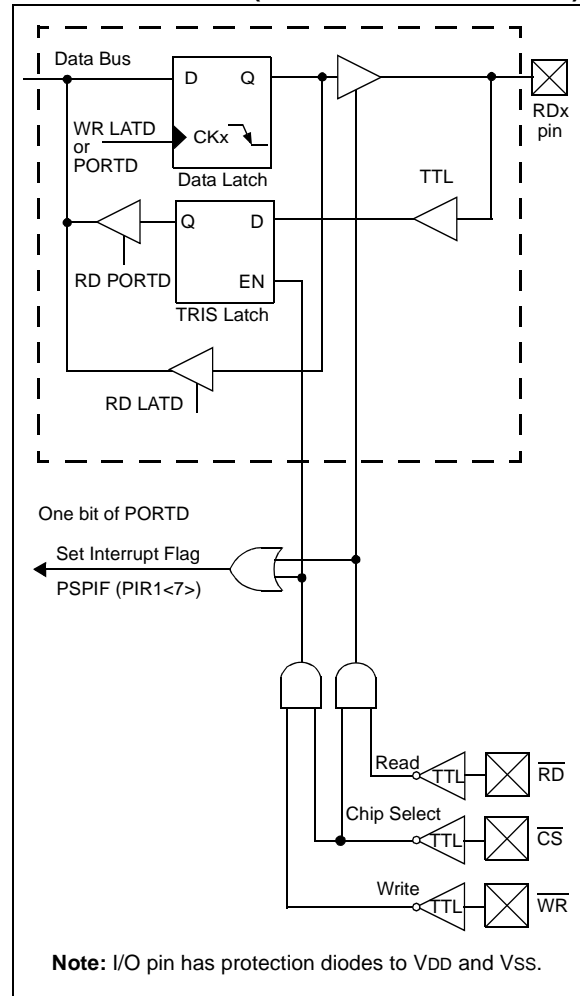 Data Bus
D Q
RDx
pin
WR LATD
or
PORTD
CKx
Data Latch
TTL
Q D
RD PORTD
EN
TRIS Latch
RD LATD
One bit of PORTD
Set Interrupt Flag
PSPIF (PIR1<7>)
Read
TTL
RD
Chip Select
TTL
CS
Write
TTL
WR
Note: I/O pin has protection diodes to VDD and VSS.